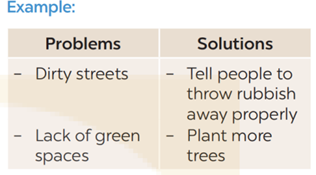 Example:
Problems
Solutions
– Dirty streets
– Tell people to
throw rubbish
away properly
– Lack of green
spaces
– Plant more
trees